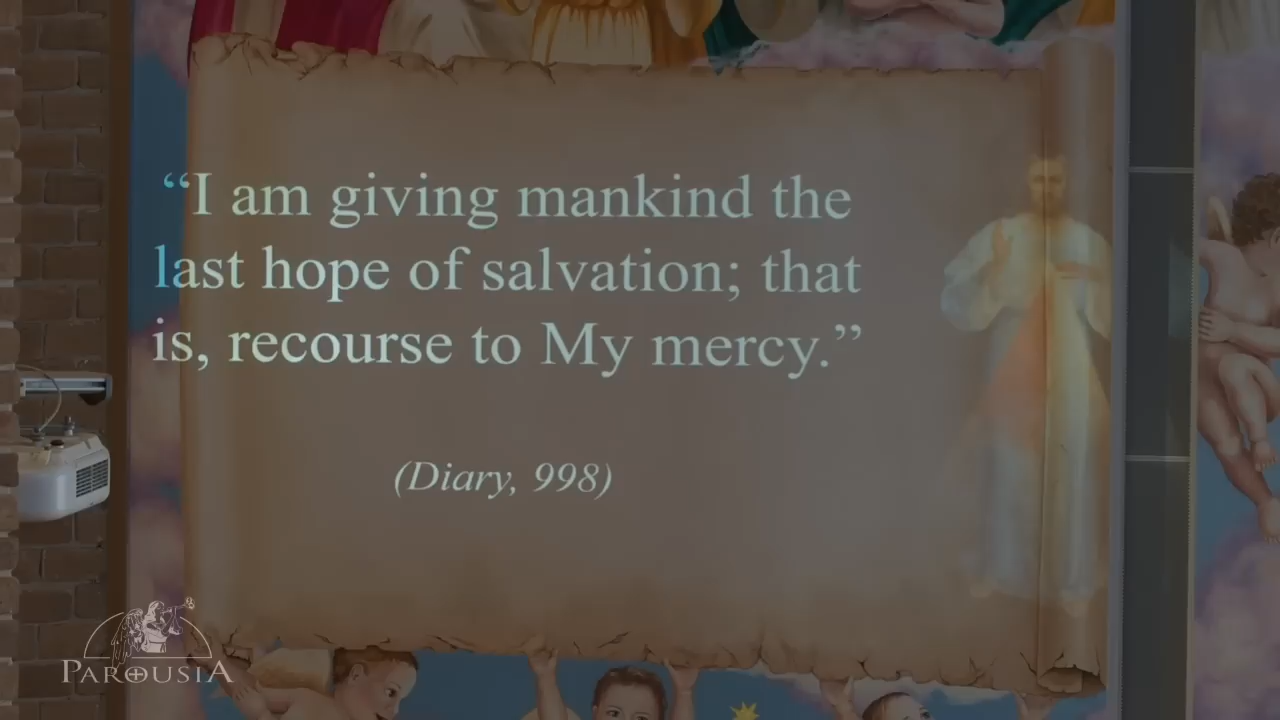 “I am giving mankind the
last hope of salvation; that
is, recourse to My mercy.”
(Diary, 998)
PAROUSIA